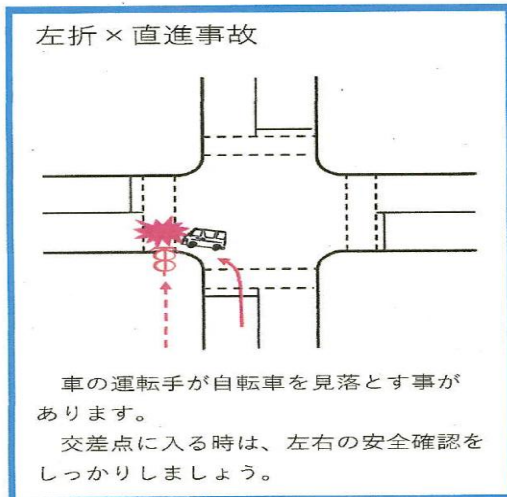 左折×直進事故
車の運転手が自転車を見落とす事が
あります。
交差点に入る時は、左右の安全確認を
しっかりしましょう。